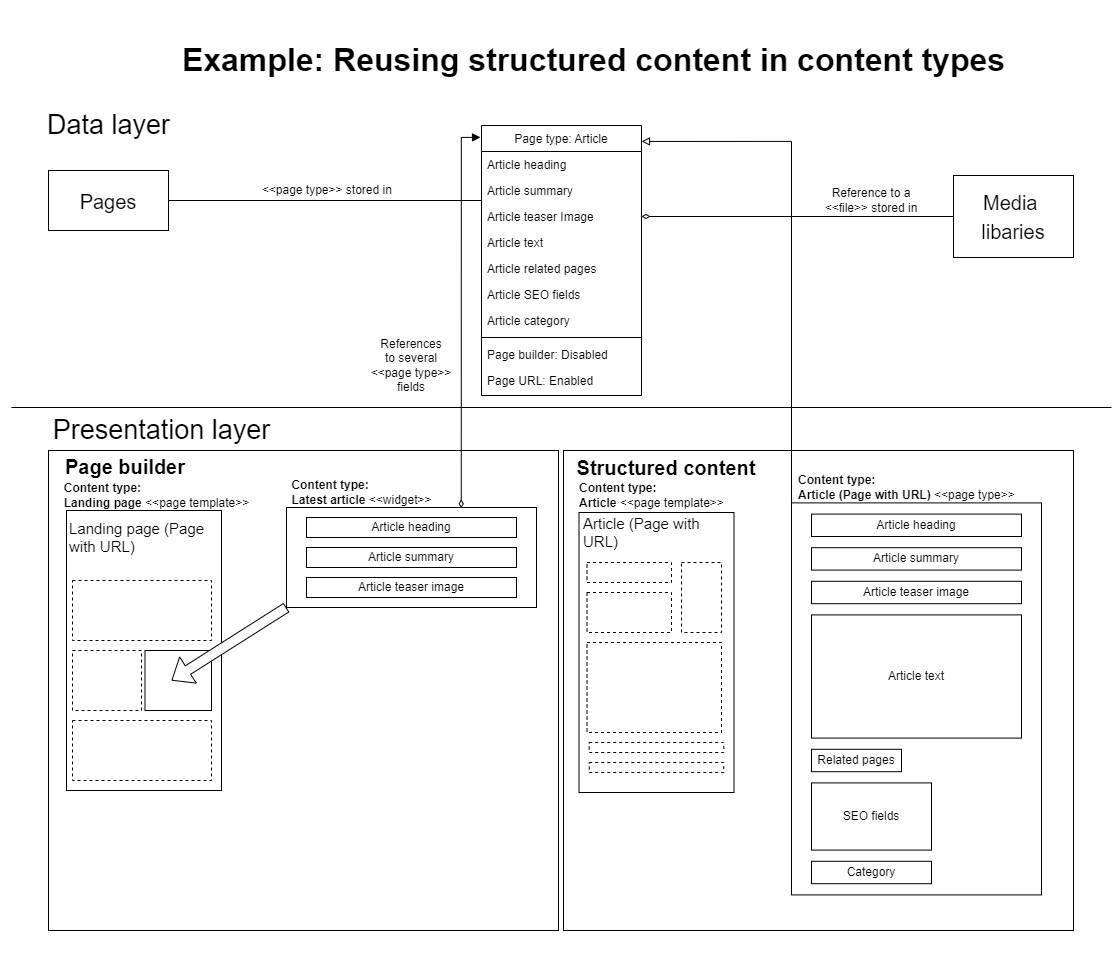 Example: Reusing structured content in content types
Data layer
Pages
<<page type>> stored in
Page type: Article
Article heading
Article summary
Article teaser Image
Article text
Article related pages
Article SEO fields
Article category
Page builder: Disabled
Page URL: Enabled
Reference to a
<<file>> stored in
Media
libaries
References
to several
<<page type>>
fields
Presentation layer
Page builder
Content type:
Landing page <<page template>>
Landing page (Page
with URL)
Content type:
Latest article <<widget>>
Article heading
Article summary
Article teaser image
Structured content
Content type:
Article <<page template>>
Article (Page with
URL)
Content type:
Article (Page with URL) <<page type>>
Article heading
Article summary
Article teaser image
Article text
Related pages
SEO fields
Category